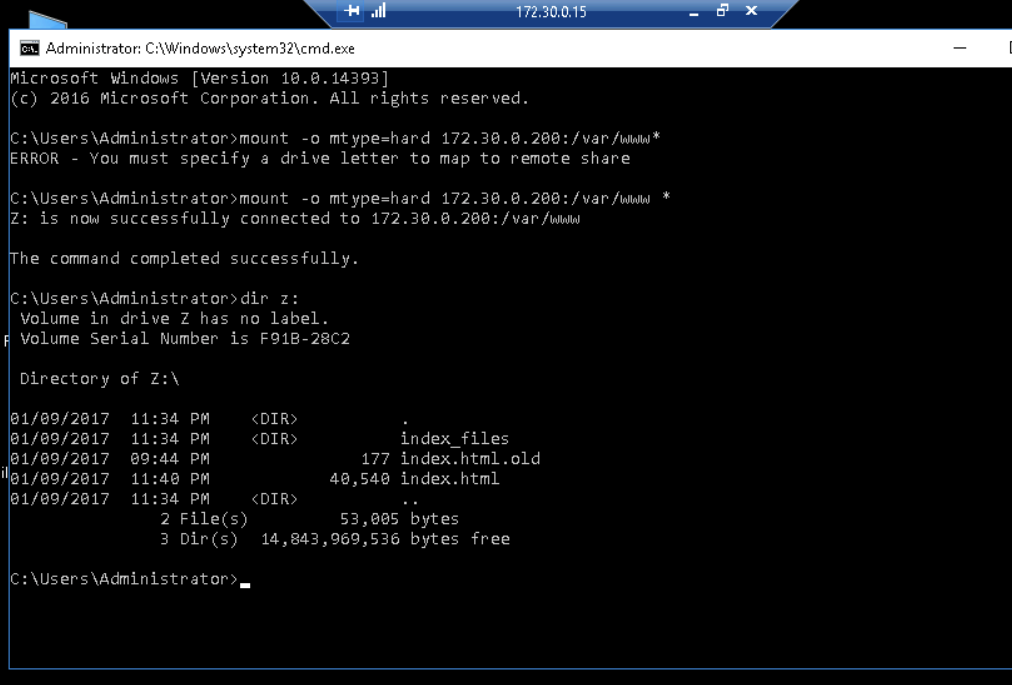 172.30.0.15
Administrator: C:\Windows\system32\cmd.exe
Microsoft Windows [Version 10.0.14393]
(c) 2016 Microsoft Corporation. All rights reserved.
C:\Users\Administrator>mount -o mtype=hard 172.30.0.200:/var/www*
ERROR - You must specify a drive letter to map to remote share
C:\Users\Administrator>mount -o mtype=hard 172.30.0.200:/var/www *
Z: is now successfully connected to 172.30.0.200:/var/www
The command completed successfully.
C:\Users\Administrator>dir z:
Volume in drive Z has no label.
Volume Serial Number is F91B-28C2
Directory of Z:\
01/09/2017  11:34 PM    <DIR>          .
01/09/2017  11:34 PM    <DIR>          index_files
01/09/2017  09:44 PM               177 index.html.old
01/09/2017  11:40 PM            40,540 index.html
01/09/2017  11:34 PM    <DIR>          ..
2 File(s)         53,005 bytes
3 Dir(s)  14,843,969,536 bytes free
C:\Users\Administrator>